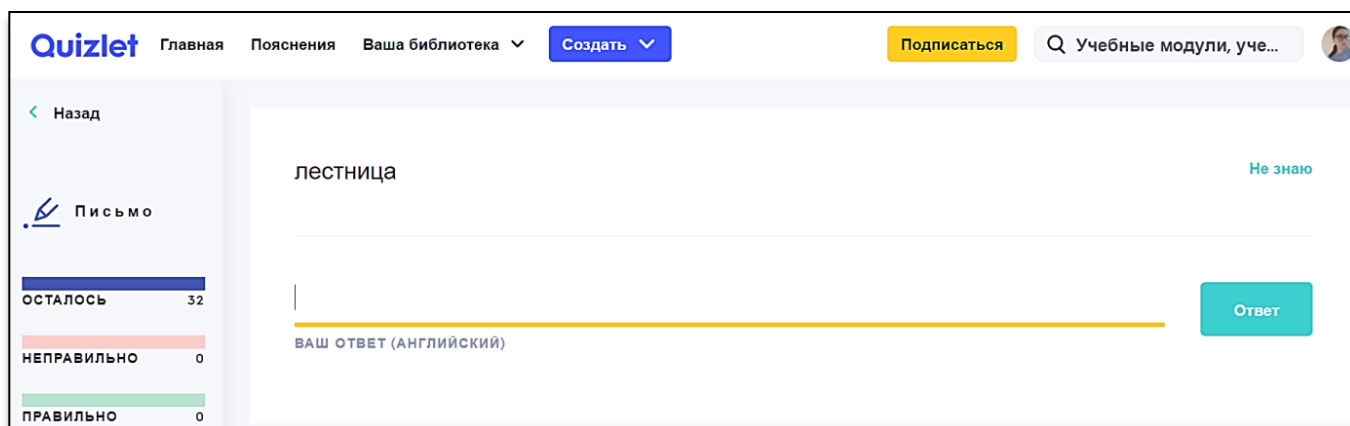 Quizlet Главная Пояснения Ваша библиотека Создать Подписаться Учебные модули, уче...
Назад
лестница Не знаю
Письмо
ОСТАЛОСЬ 32
Ответ
ВАШ ОТВЕТ (АНГЛИЙСКИЙ)
НЕПРАВИЛЬНО 0
ПРАВИЛЬНО 0